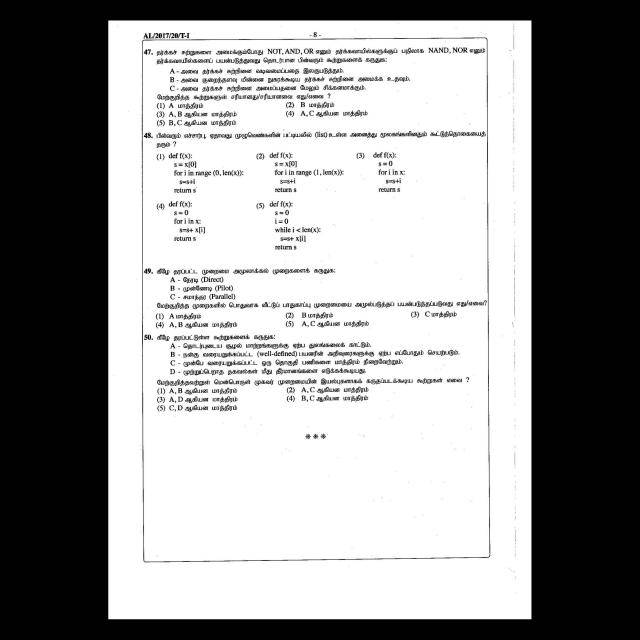 AL/2017/20/T-I
- 8 -
47. தர்க்கச் சுற்றுகளை அமைக்கும்போது NOT, AND, OR எனும் தர்க்கவாயில்களுக்குப் பதிலாக NAND, NOR எனும்
தர்க்கவாயில்களைப் பயன்படுத்துவது தொடர்பான பின்வரும் கூற்றுகளைக் கருதுக:
A - அவை தர்க்கச் சுற்றினை வடிவமைப்பதை இலகுபடுத்தும்.
B - அவை குறைந்தளவு மின்னை நுகரக்கூடிய தர்க்கச் சுற்றினை அமைக்க உதவும்.
C - அவை தர்க்கச் சுற்றினை அமைப்பதனை மேலும் சிக்கனமாக்கும்.
மேற்குறித்த கூற்றுகளுள் சரியானது/சரியானவை எது/எவை ?
(1) A மாத்திரம் (2) B மாத்திரம்
(3) A, B ஆகியன மாத்திரம் (4) A, C ஆகியன மாத்திரம்
(5) B, C ஆகியன மாத்திரம்
48. பின்வரும் எச்சார்பு, ஏதாவது முழுவெண்களின் பட்டியலில் (list) உள்ள அனைத்து மூலகங்களினதும் கூட்டுத்தொகையைத்
தரும் ?
(1) def f(x): (2) def f(x): (3) def f(x):
s = x[0] s = x[0] s = 0
for i in range (0, len(x)): for i in range (1, len(x)): for i in x:
s=s+i s=s+i s=s+i
return s return s return s
(4) def f(x): (5) def f(x):
s = 0 s = 0
for i in x: i = 0
s=s+ x[i] while i < len(x):
return s s=s+ x[i]
return s
49. கீழே தரப்பட்ட முறைமை அமுலாக்கல் முறைகளைக் கருதுக:
A - நேரடி (Direct)
B - முன்னோடி (Pilot)
C - சமாந்தர (Parallel)
மேற்குறித்த முறைகளில் பொதுவாக வீட்டுப் பாதுகாப்பு முறைமையை அமுல்படுத்தப் பயன்படுத்தப்படுவது எது/எவை?
(1) A மாத்திரம் (2) B மாத்திரம் (3) C மாத்திரம்
(4) A, B ஆகியன மாத்திரம் (5) A, C ஆகியன மாத்திரம்
50. கீழே தரப்பட்டுள்ள கூற்றுகளைக் கருதுக:
A - தொடர்புடைய சூழல் மாற்றங்களுக்கு ஏற்ப துலங்கலைக் காட்டும்.
B - நன்கு வரையறுக்கப்பட்ட (well-defined) பயனரின் அறிவுரைகளுக்கு ஏற்ப எப்போதும் செயற்படும்.
C - முன்பே வரையறுக்கப்பட்ட ஒரு தொகுதி பணிகளை மாத்திரம் நிறைவேற்றும்.
D - முற்றுப்பெறாத தகவல்கள் மீது தீர்மானங்களை எடுக்கக்கூடியது.
மேற்குறித்தவற்றுள் மென்பொருள் முகவர் முறைமையின் இயல்புகளாகக் கருதப்படக்கூடிய கூற்றுகள் எவை ?
(1) A, B ஆகியன மாத்திரம் (2) A, C ஆகியன மாத்திரம்
(3) A, D ஆகியன மாத்திரம் (4) B, C ஆகியன மாத்திரம்
(5) C, D ஆகியன மாத்திரம்
***